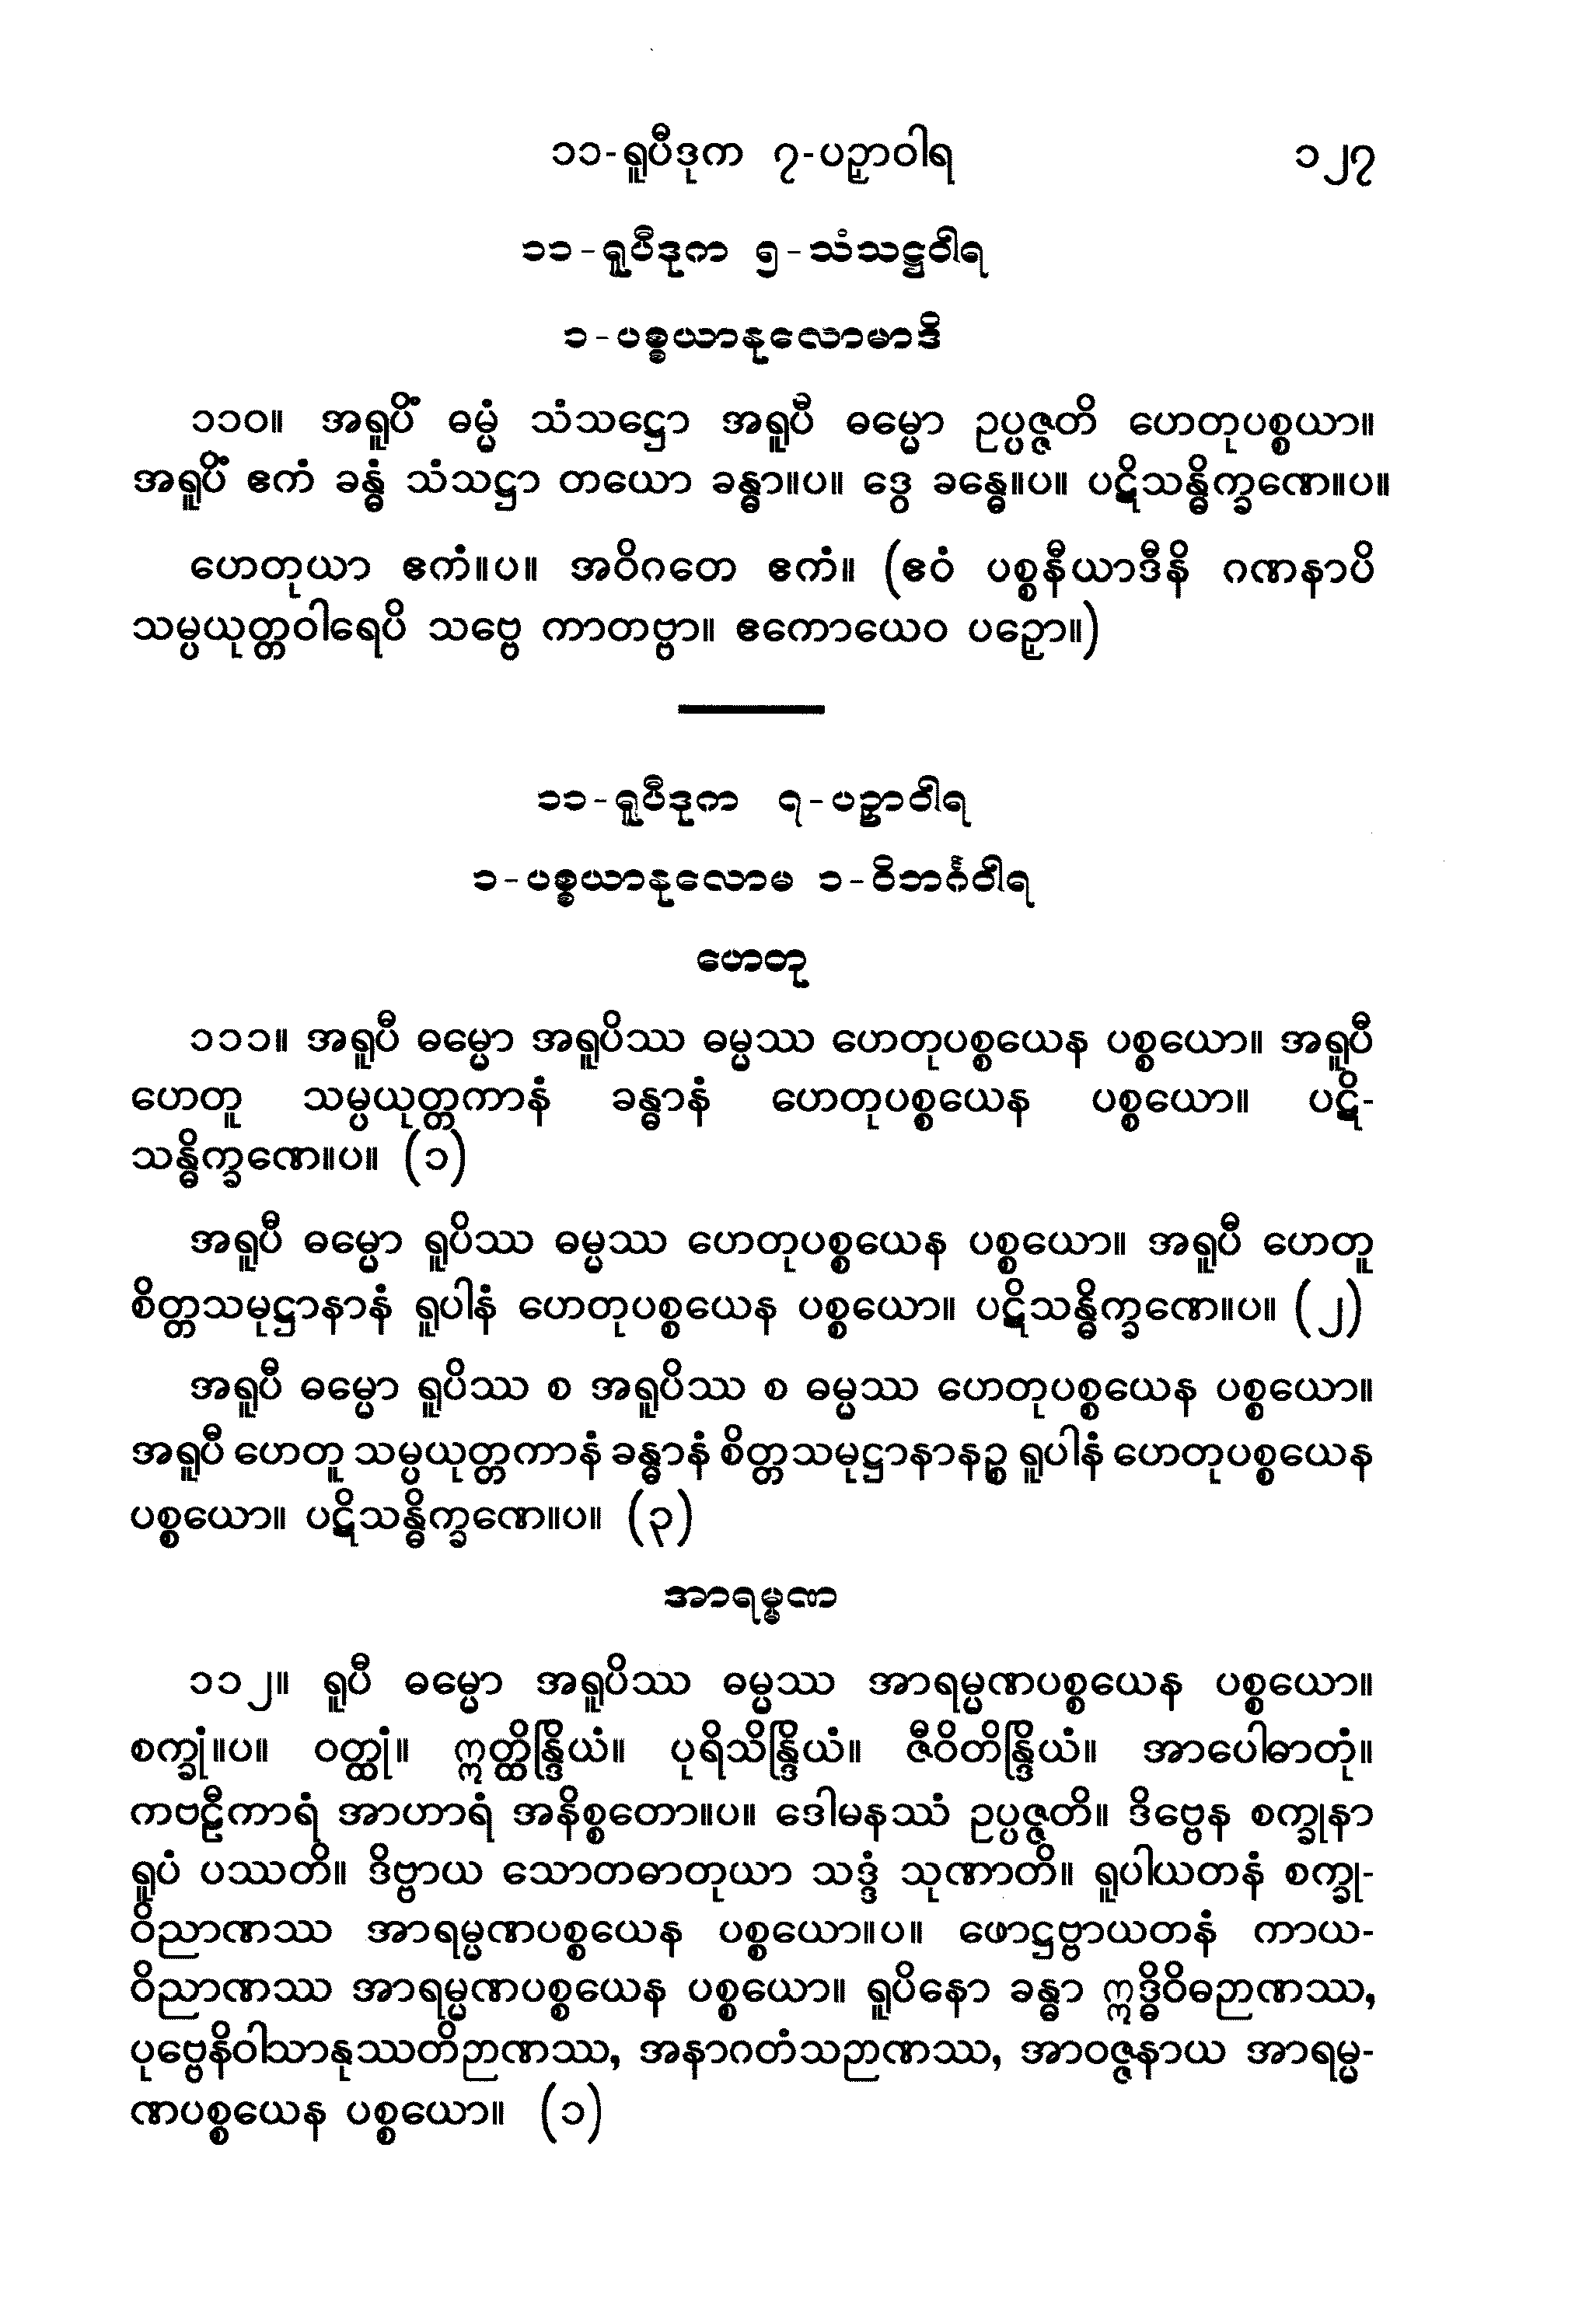 ၁၁-ရူပီဒုက ၇-ပဉှာဝါရ ၁၂၇
၁၁-ရူပီဒုက ၅-သံသဋ္ဌဝါရ
၁-ပစ္စယာနုလောမာဒိ
၁၁၀။ အရူပိံ ဓမ္မံ သံသဋ္ဌော အရူပီ ဓမ္မော ဥပ္ပဇ္ဇတိ ဟေတုပစ္စယာ။
အရူပိံ ဧကံ ခန္ဓံ သံသဋ္ဌာ တယော ခန္ဓာ။ပ။ ဒွေ ခန္ဓေ။ပ။ ပဋိသန္ဓိက္ခဏေ။ပ။
ဟေတုယာ ဧကံ။ပ။ အဝိဂတေ ဧကံ။ (ဧဝံ ပစ္စနီယာဒီနိ ဂဏနာပိ
သမ္ပယုတ္တဝါရေပိ သဗ္ဗေ ကာတဗ္ဗာ။ ဧကောယေဝ ပဉှော။)
၁၁-ရူပီဒုက ၇-ပဉှာဝါရ
၁-ပစ္စယာနုလောမ ၁-ဝိဘင်္ဂဝါရ
ဟေတု
၁၁၁။ အရူပီ ဓမ္မော အရူပိဿ ဓမ္မဿ ဟေတုပစ္စယေန ပစ္စယော။ အရူပီ
ဟေတူ သမ္ပယုတ္တကာနံ ခန္ဓာနံ ဟေတုပစ္စယေန ပစ္စယော။ ပဋိ-
သန္ဓိက္ခဏေ။ပ။ (၁)
အရူပီ ဓမ္မော ရူပိဿ ဓမ္မဿ ဟေတုပစ္စယေန ပစ္စယော။ အရူပီ ဟေတူ
စိတ္တသမုဋ္ဌာနာနံ ရူပါနံ ဟေတုပစ္စယေန ပစ္စယော။ ပဋိသန္ဓိက္ခဏေ။ပ။ (၂)
အရူပီ ဓမ္မော ရူပိဿ စ အရူပိဿ စ ဓမ္မဿ ဟေတုပစ္စယေန ပစ္စယော။
အရူပီ ဟေတူ သမ္ပယုတ္တကာနံ ခန္ဓာနံ စိတ္တသမုဋ္ဌာနာနဉ္စ ရူပါနံ ဟေတုပစ္စယေန
ပစ္စယော။ ပဋိသန္ဓိက္ခဏေ။ပ။ (၃)
အာရမ္မဏ
၁၁၂။ ရူပီ ဓမ္မော အရူပိဿ ဓမ္မဿ အာရမ္မဏပစ္စယေန ပစ္စယော။
စက္ခုံ။ပ။ ဝတ္ထုံ။ ဣတ္ထိန္ဒြိယံ။ ပုရိသိန္ဒြိယံ။ ဇီဝိတိန္ဒြိယံ။ အာပေါဓာတုံ။
ကဗဠီကာရံ အာဟာရံ အနိစ္စတော။ပ။ ဒေါမနဿံ ဥပ္ပဇ္ဇတိ။ ဒိဗ္ဗေန စက္ခုနာ
ရူပံ ပဿတိ။ ဒိဗ္ဗာယ သောတဓာတုယာ သဒ္ဒံ သုဏာတိ။ ရူပါယတနံ စက္ခု-
ဝိညာဏဿ အာရမ္မဏပစ္စယေန ပစ္စယော။ပ။ ဖောဋ္ဌဗ္ဗာယတနံ ကာယ-
ဝိညာဏဿ အာရမ္မဏပစ္စယေန ပစ္စယော။ ရူပိနော ခန္ဓာ ဣဒ္ဓိဝိဓဉာဏဿ,
ပုဗ္ဗေနိဝါသာနုဿတိဉာဏဿ, အနာဂတံသဉာဏဿ, အာဝဇ္ဇနာယ အာရမ္မ-
ဏပစ္စယေန ပစ္စယော။ (၁)